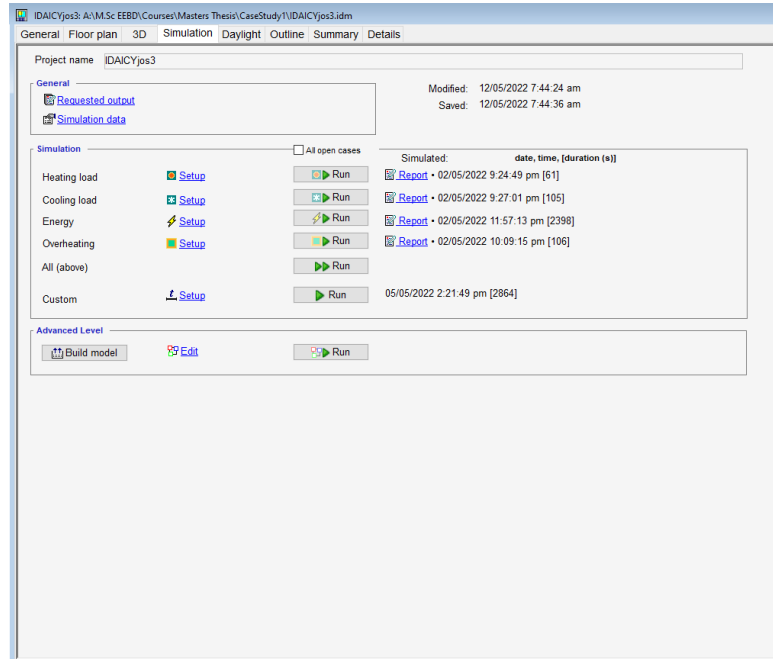 IDAICYjos3: A:\M.Sc EEBD\Courses\Masters Thesis\CaseStudy1\IDAICYjos3.idm
General Floor plan 3D Simulation Daylight Outline Summary Details
Project name IDAICYjos3
General
Requested output
Simulation data
Modified: 12/05/2022 7:44:24 am
Saved: 12/05/2022 7:44:36 am
Simulation All open cases
Simulated: date, time, [duration (s)]
Heating load Setup Run Report • 02/05/2022 9:24:49 pm [61]
Cooling load Setup Run Report • 02/05/2022 9:27:01 pm [105]
Energy Setup Run Report • 02/05/2022 11:57:13 pm [2398]
Overheating Setup Run Report • 02/05/2022 10:09:15 pm [106]
All (above) Run
Custom Setup Run 05/05/2022 2:21:49 pm [2864]
Advanced Level
Build model Edit Run